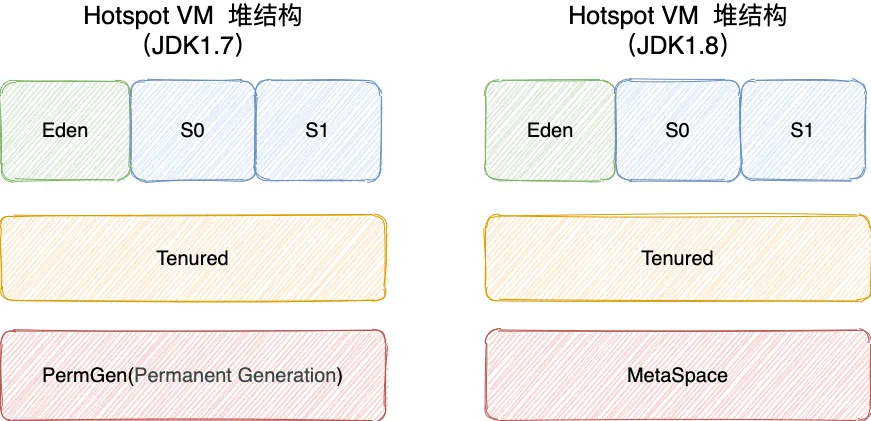 Hotspot VM 堆结构
（JDK1.7）
Eden
S0
S1
Tenured
PermGen(Permanent Generation)
Hotspot VM 堆结构
（JDK1.8）
Eden
S0
S1
Tenured
MetaSpace